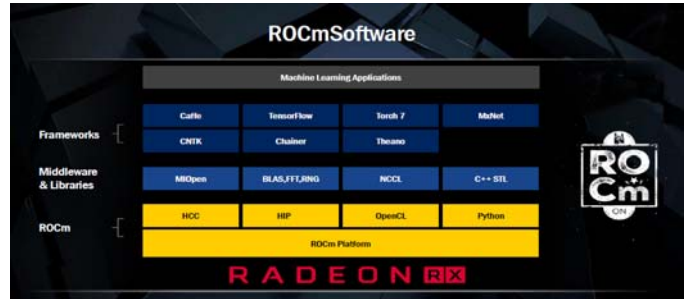 ROCmSoftware
Machine Learning Applications
Frameworks
Caffe TensorFlow Torch 7 MxNet
CNTK Chainer Theano
Middleware
& Libraries
MIOpen BLAS,FFT,RNG NCCL C++ STL
ROCm
HCC HIP OpenCL Python
ROCm Platform
ROCm
ON
RADEON RX